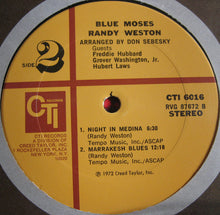 BLUE MOSES
RANDY WESTON
ARRANGED BY DON SEBESKY
Guests
Freddie Hubbard
Grover Washington, Jr.
Hubert Laws
SIDE 2
CTI 6016
RVG 87672 B
STEREO
CTI
CTI RECORDS
A DIVISION OF
CREED TAYLOR, INC.
1 ROCKEFELLER PLAZA
NEW YORK, N.Y.
10020
1. NIGHT IN MEDINA 6:30
(Randy Weston)
Tempo Music, Inc./ASCAP
2. MARRAKESH BLUES 12:18
(Randy Weston)
Tempo Music, Inc./ASCAP
℗ 1972 Creed Taylor, Inc.